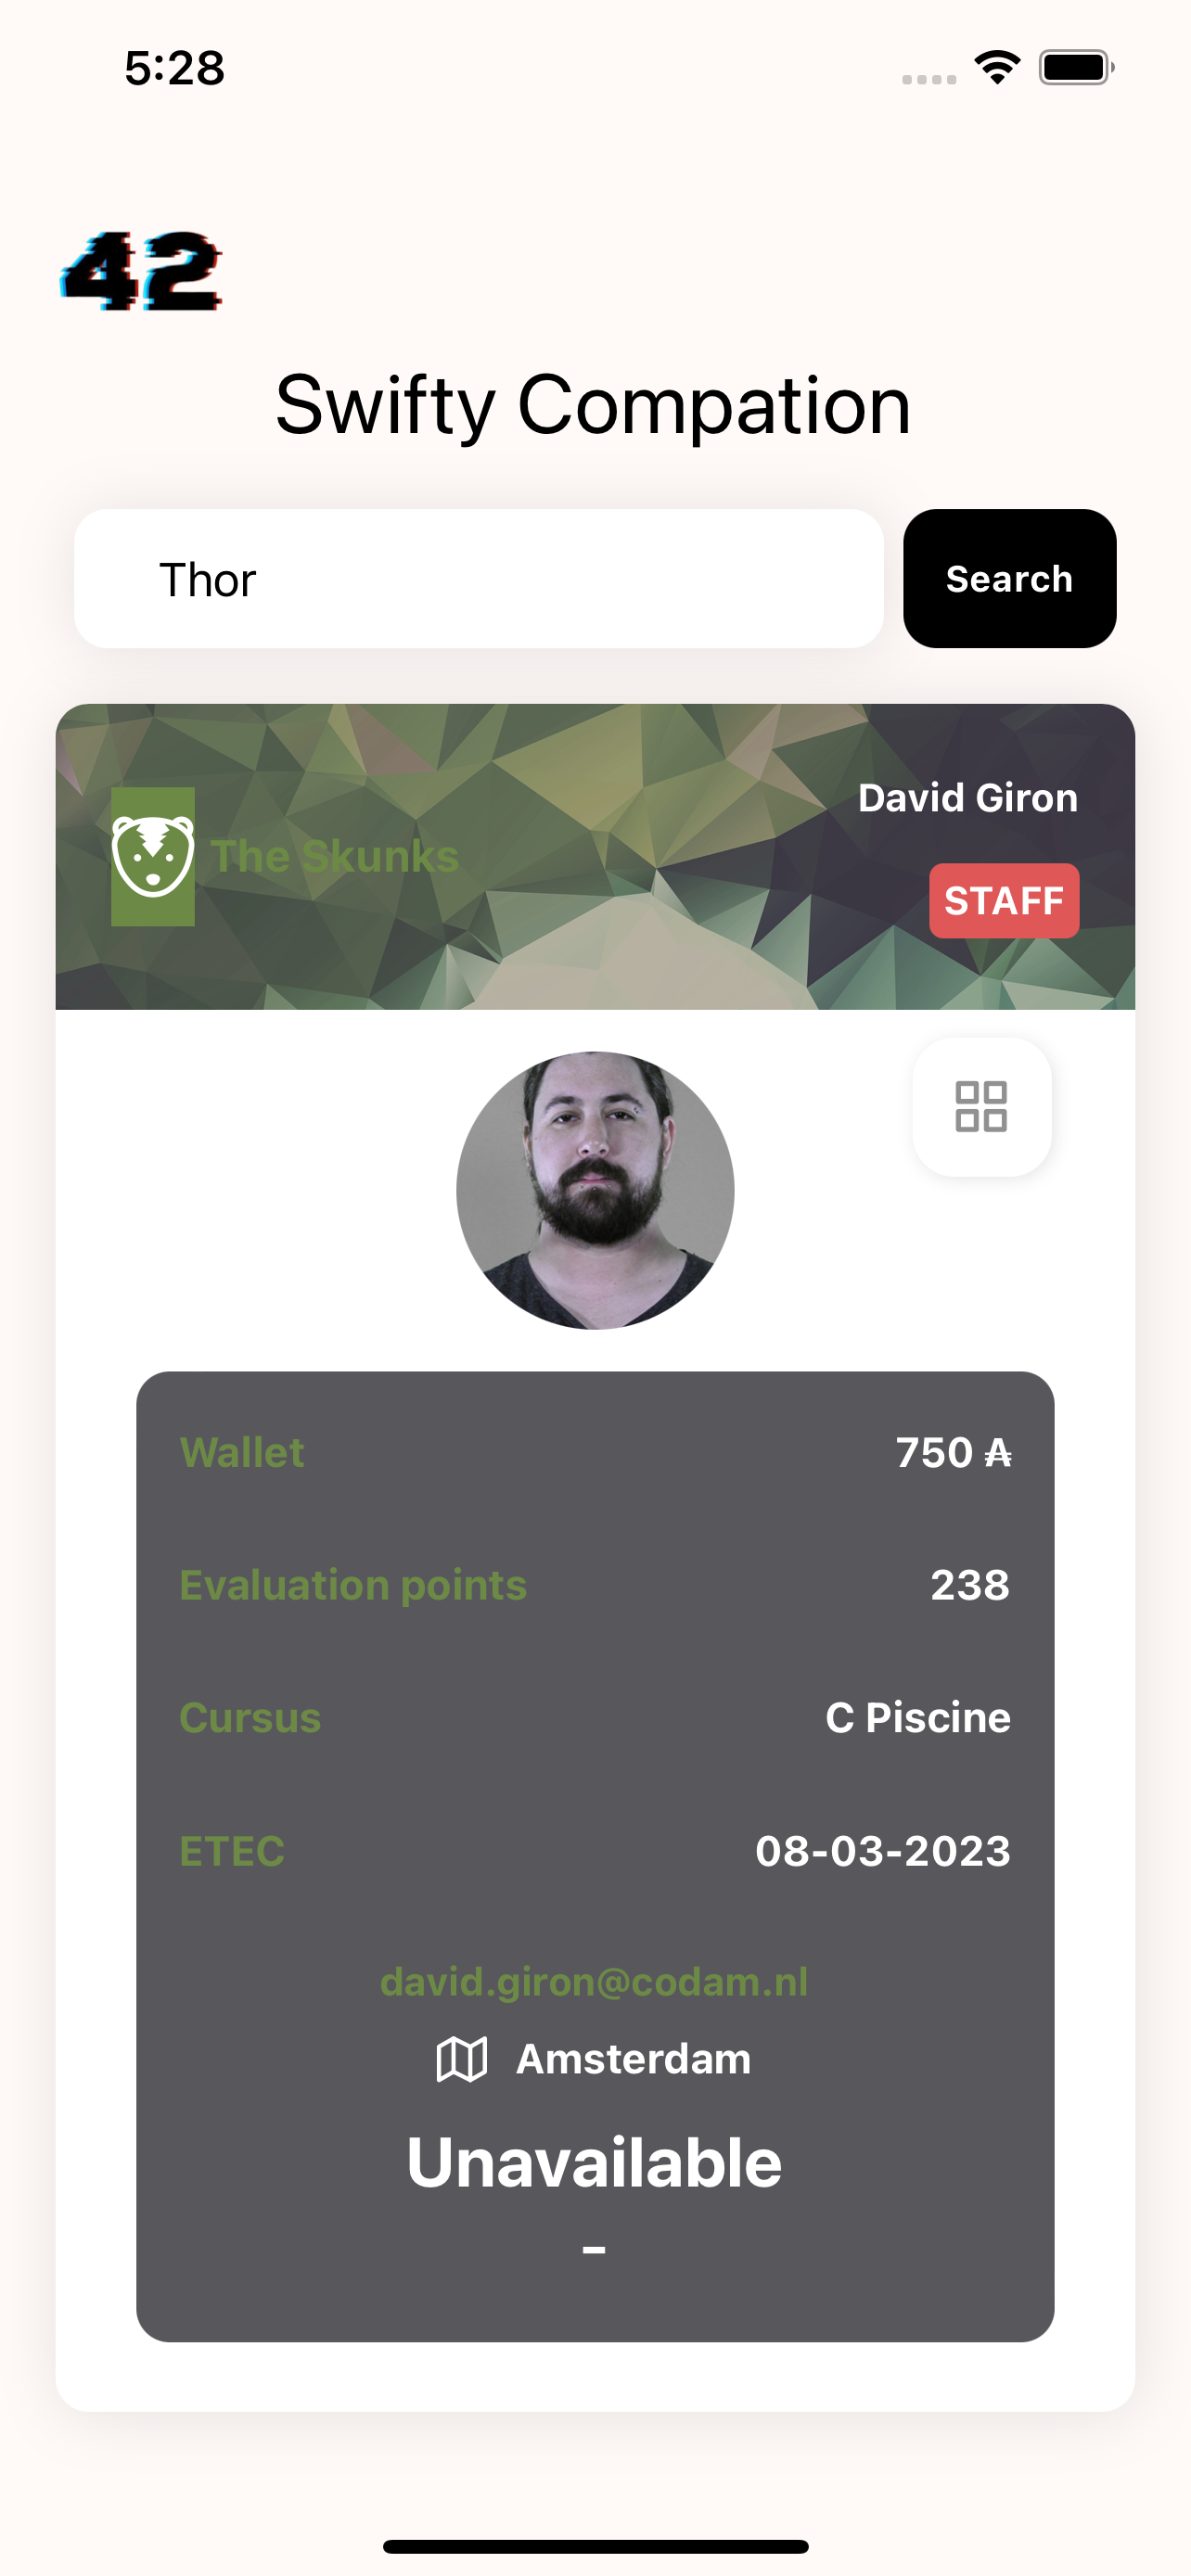 5:28
42
Swifty Compation
Thor
Search
David Giron
The Skunks
STAFF
Wallet
750 ₳
Evaluation points
238
Cursus
C Piscine
ETEC
08-03-2023
david.giron@codam.nl
Amsterdam
Unavailable
-